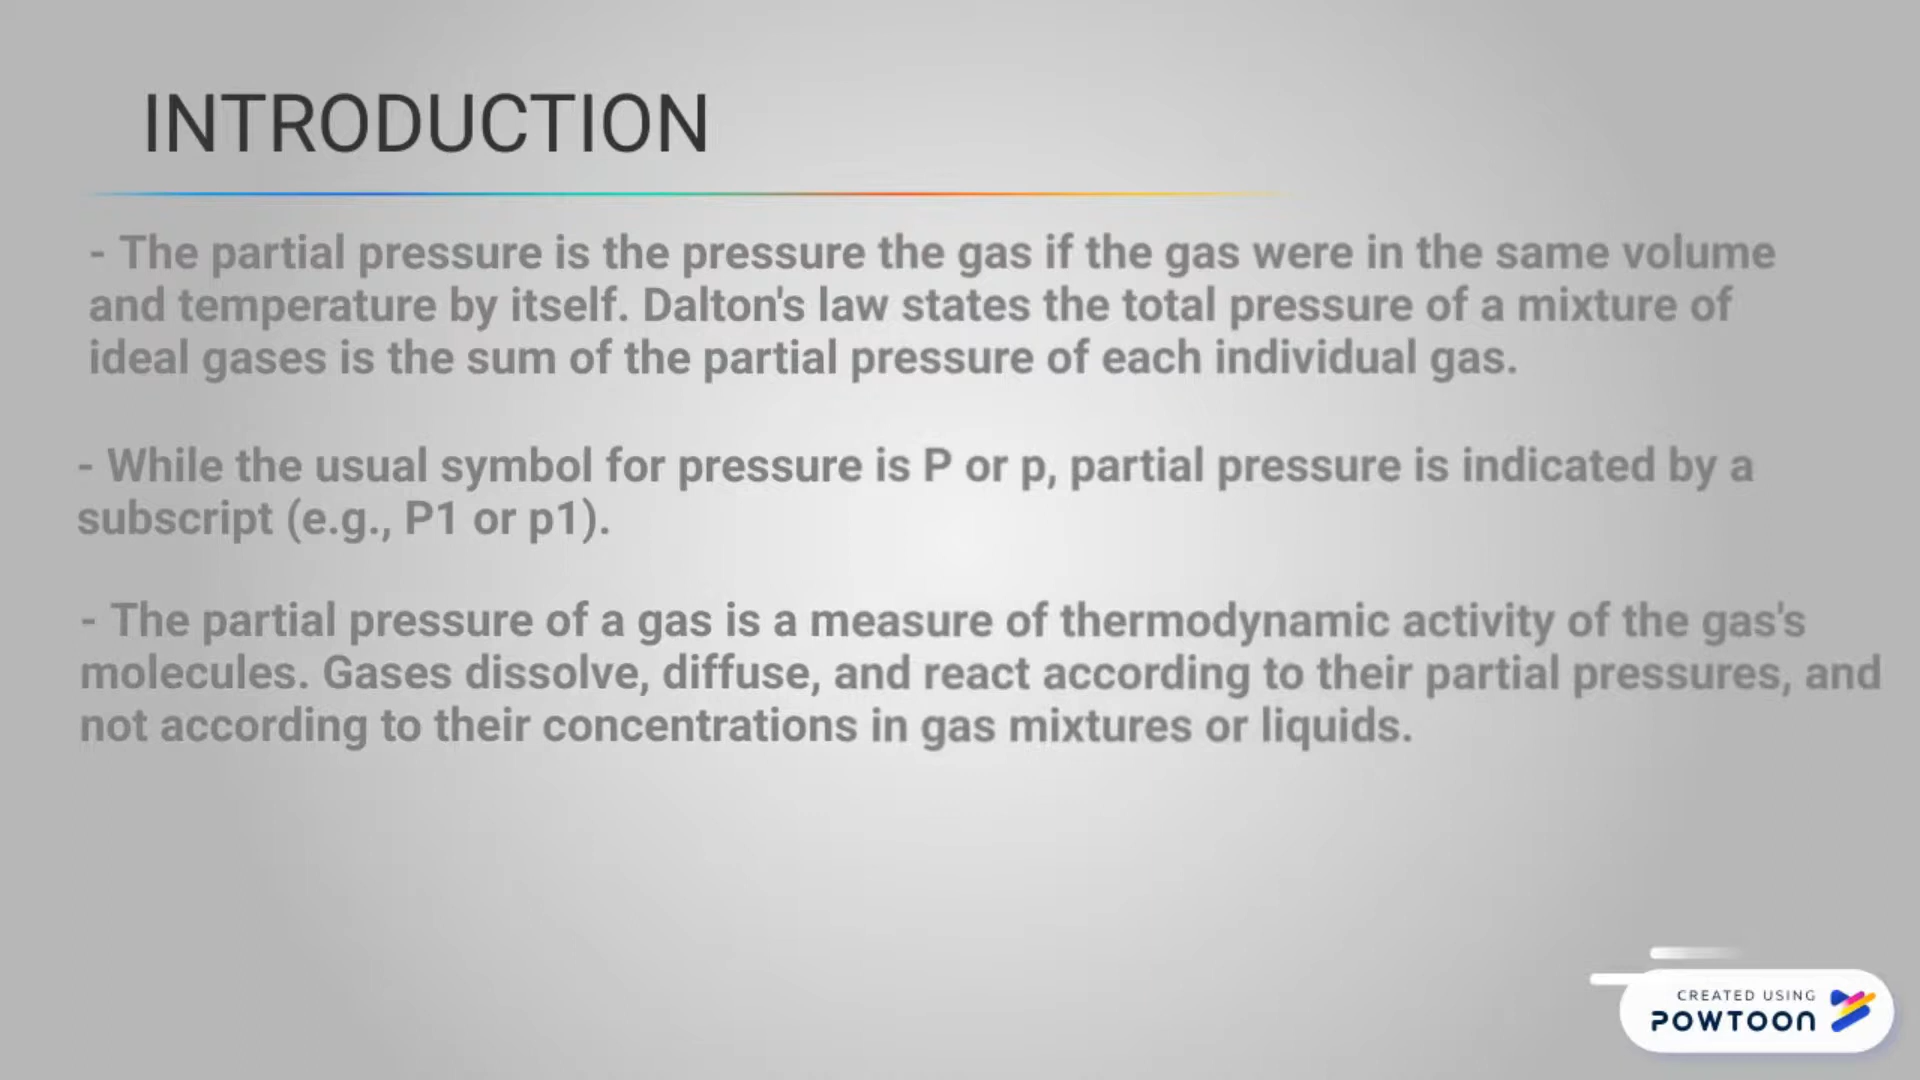 INTRODUCTION
- The partial pressure is the pressure the gas if the gas were in the same volume
and temperature by itself. Dalton's law states the total pressure of a mixture of
ideal gases is the sum of the partial pressure of each individual gas.
- While the usual symbol for pressure is P or p, partial pressure is indicated by a
subscript (e.g., P1 or p1).
- The partial pressure of a gas is a measure of thermodynamic activity of the gas's
molecules. Gases dissolve, diffuse, and react according to their partial pressures, and
not according to their concentrations in gas mixtures or liquids.
CREATED USING
POWTOON